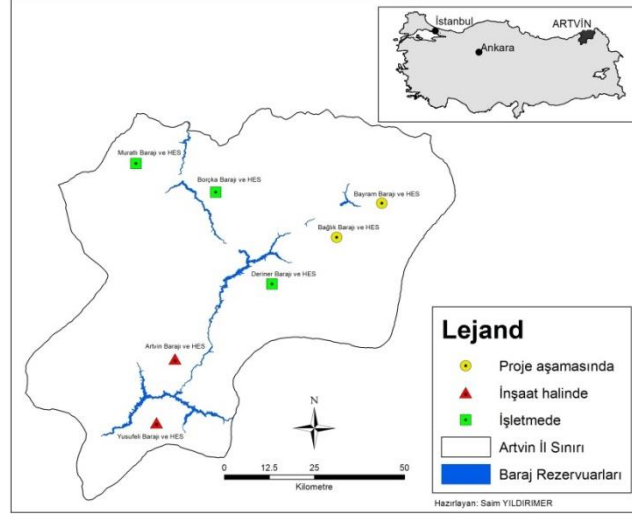 İstanbul
ARTVİN
Ankara
Muratlı Barajı ve HES
Borçka Barajı ve HES
Bayram Barajı ve HES
Bağlık Barajı ve HES
Deriner Barajı ve HES
Artvin Barajı ve HES
Yusufeli Barajı ve HES
Lejand
Proje aşamasında
İnşaat halinde
İşletmede
Artvin İl Sınırı
Baraj Rezervuarları
N
0 12.5 25 50
Kilometre
Hazırlayan: Saim YILDIRIMER